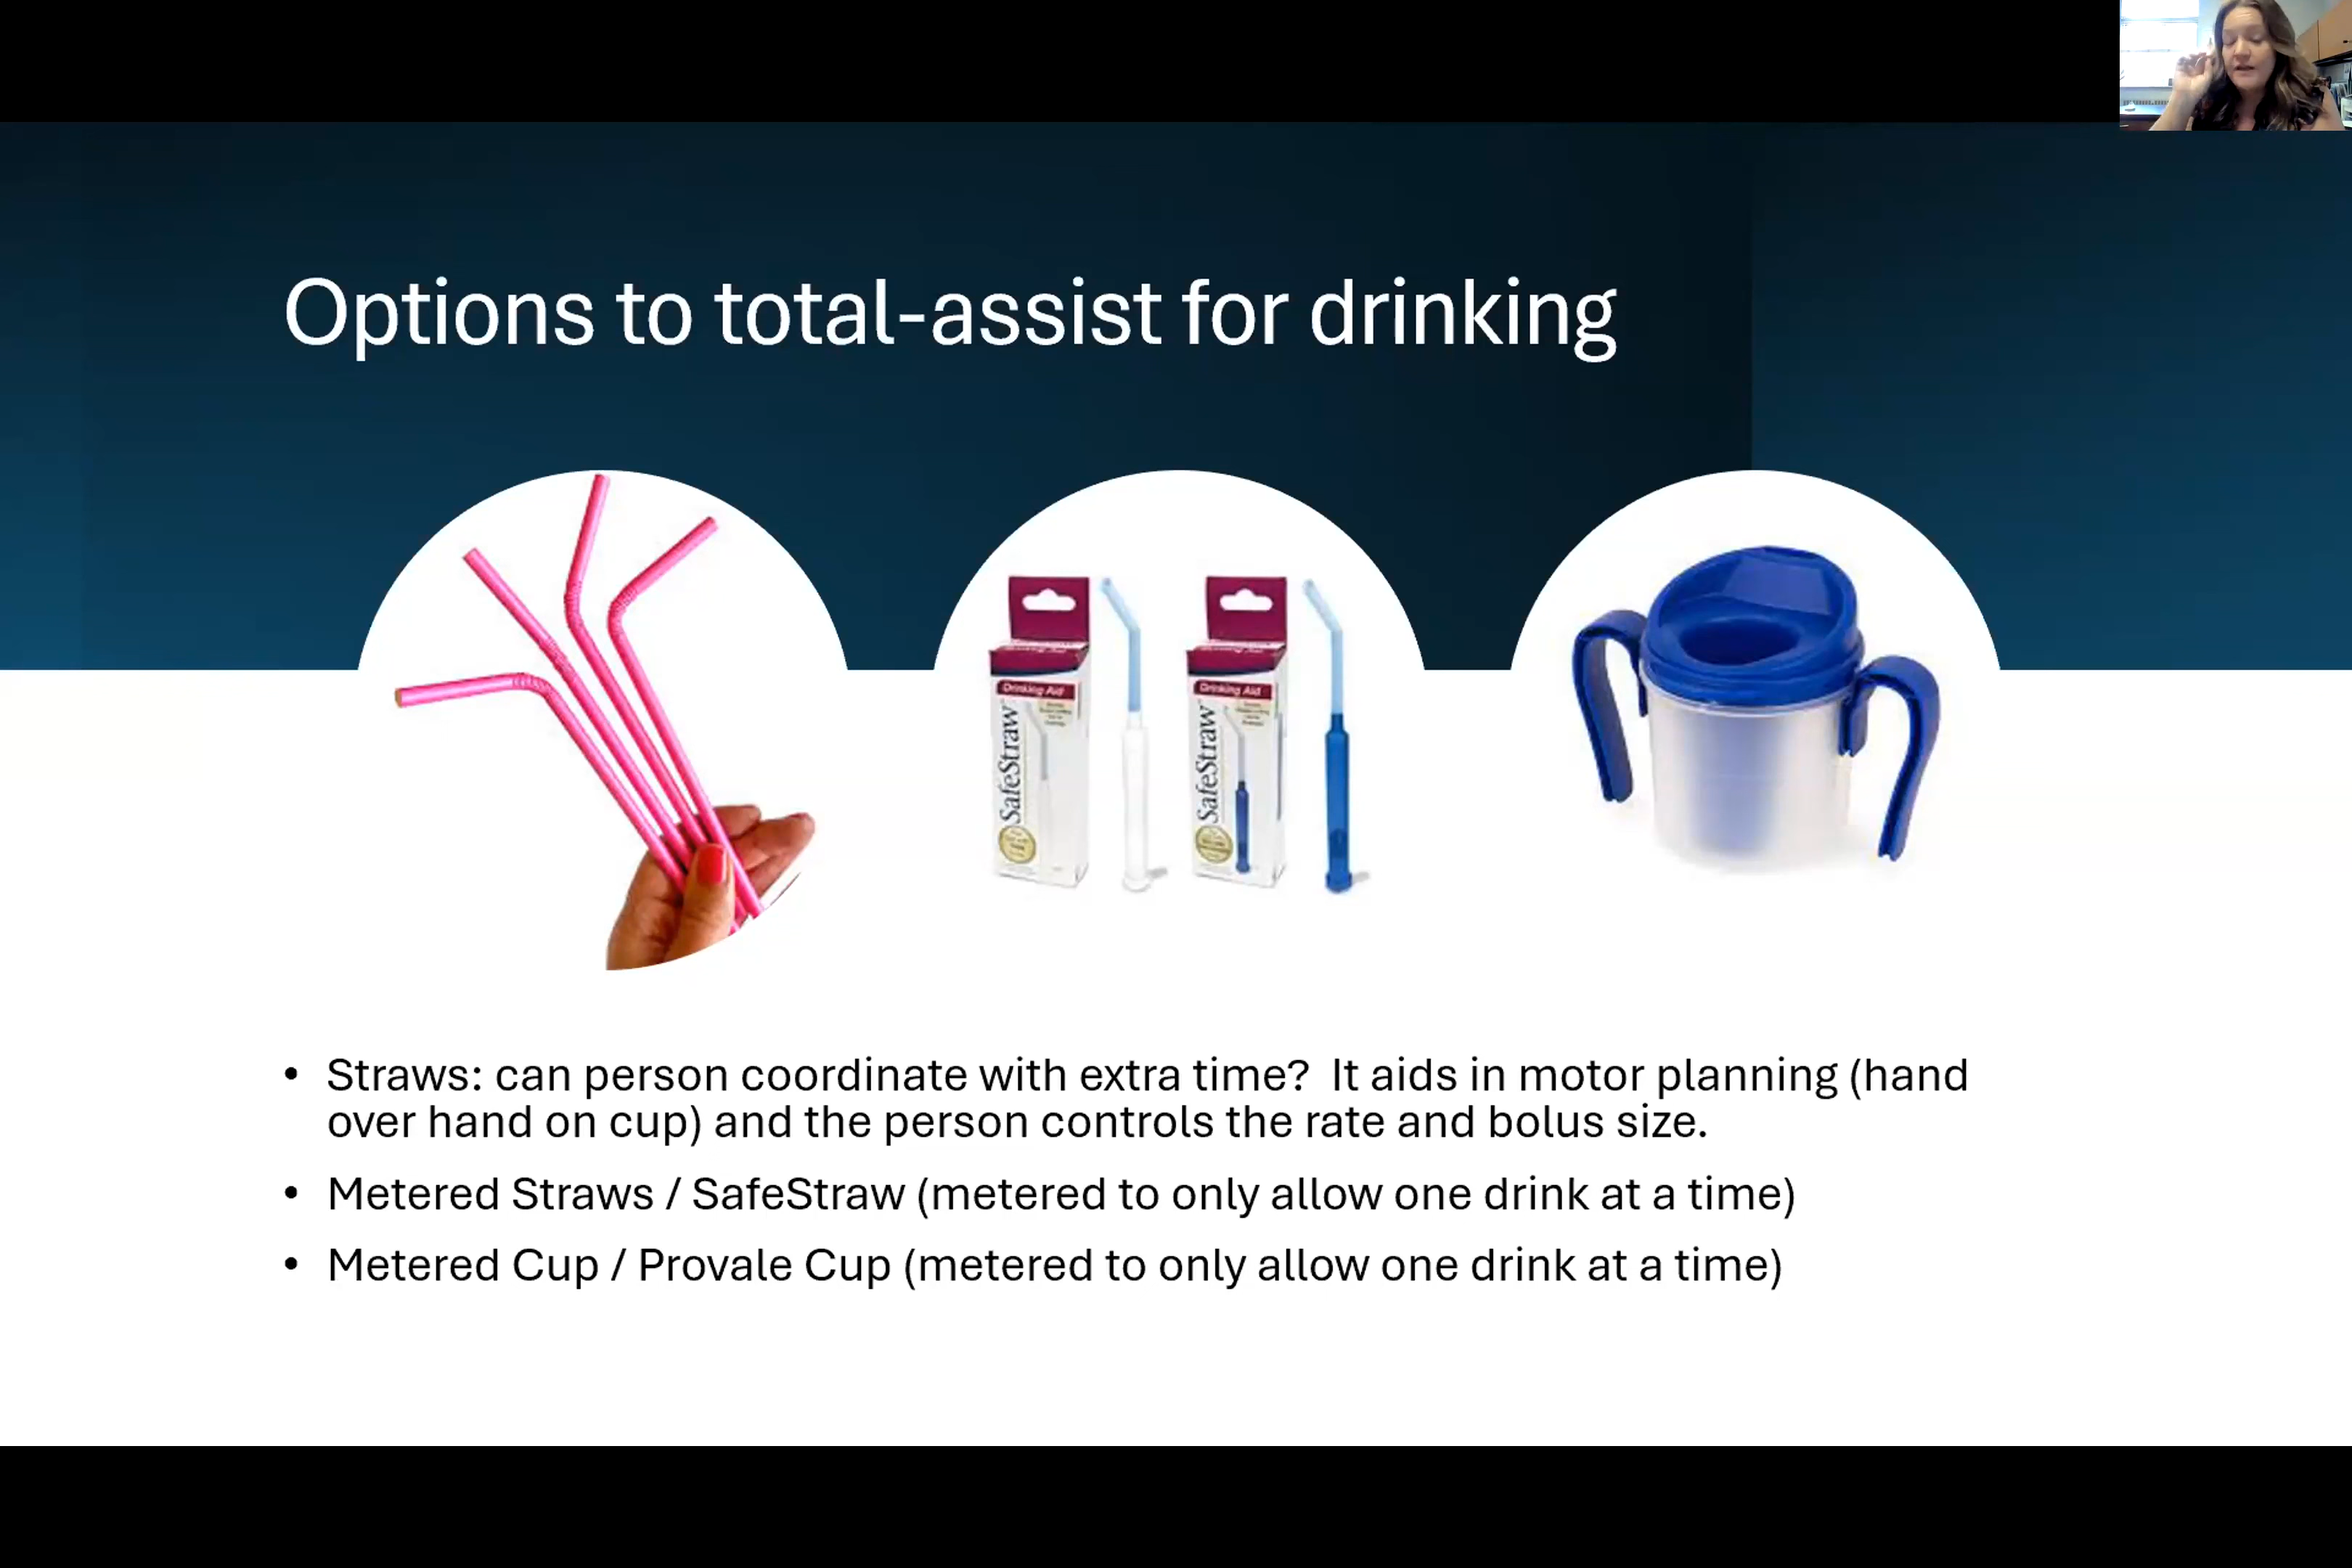 Options to total-assist for drinking
Drinking Aid
SafeStraw
Drinking Aid
SafeStraw
• Straws: can person coordinate with extra time?  It aids in motor planning (hand
over hand on cup) and the person controls the rate and bolus size.
• Metered Straws / SafeStraw (metered to only allow one drink at a time)
• Metered Cup / Provale Cup (metered to only allow one drink at a time)